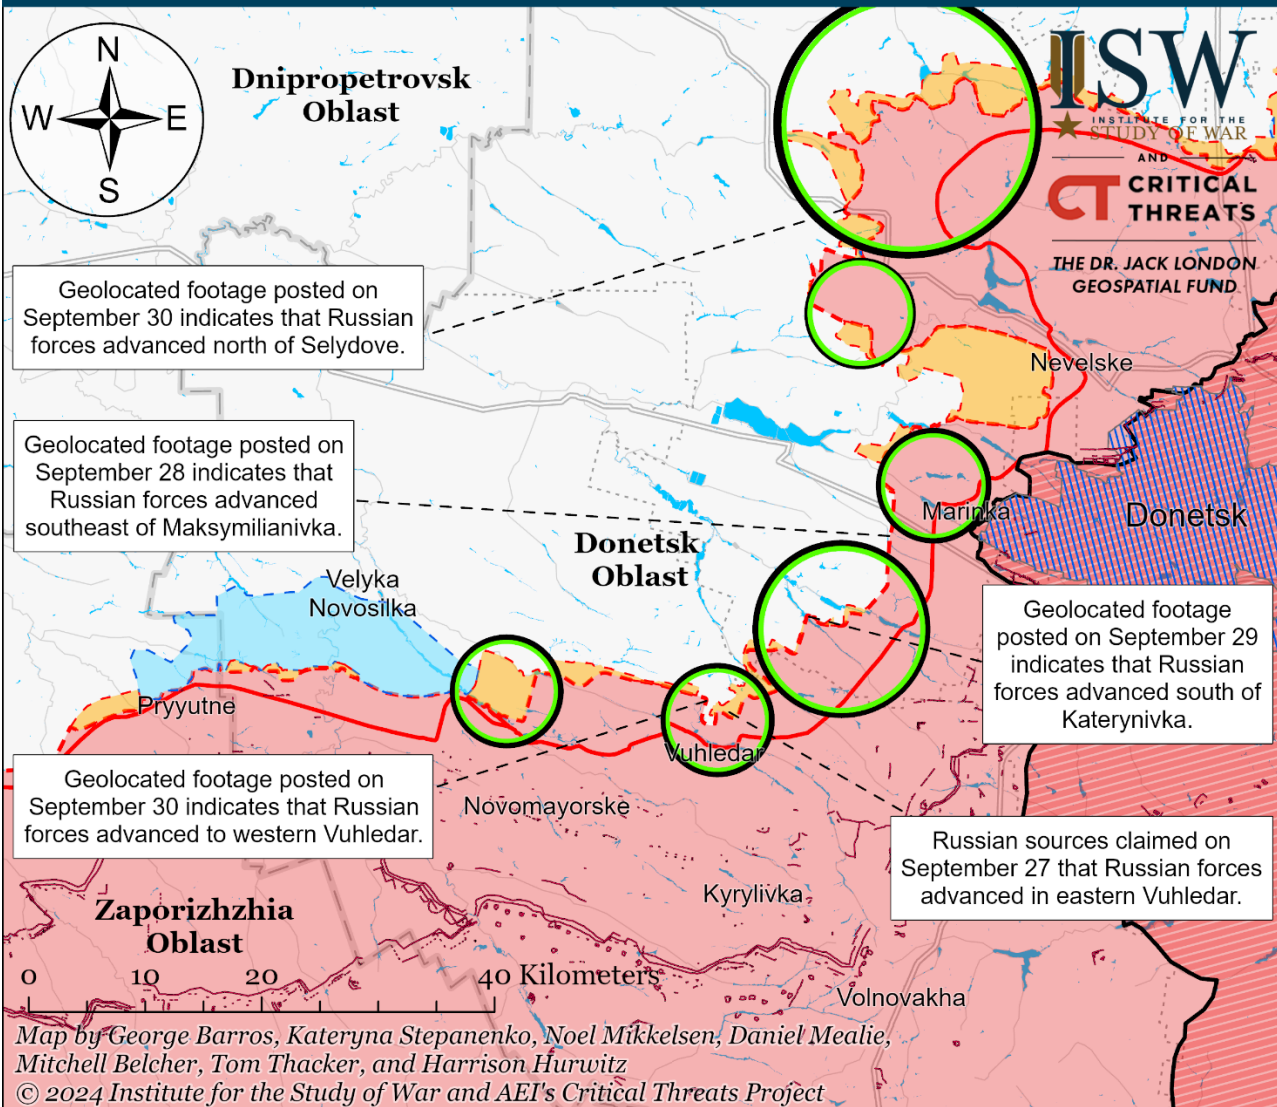 N
W
E
S
Dnipropetrovsk
Oblast
ISW
INSTITUTE FOR THE
STUDY OF WAR
AND
CT CRITICAL
THREATS
THE DR. JACK LONDON
GEOSPATIAL FUND
Geolocated footage posted on
September 30 indicates that Russian
forces advanced north of Selydove.
Nevelske
Geolocated footage posted on
September 28 indicates that
Russian forces advanced
southeast of Maksymilianivka.
Marinka
Donetsk
Donetsk
Oblast
Velyka
Novosilka
Geolocated footage
posted on September 29
indicates that Russian
forces advanced south of
Katerynivka.
Pryyutne
Vuhledar
Geolocated footage posted on
September 30 indicates that Russian
forces advanced to western Vuhledar.
Novomayorske
Russian sources claimed on
September 27 that Russian forces
advanced in eastern Vuhledar.
Kyrylivka
Zaporizhzhia
Oblast
0 10 20 40 Kilometers
Volnovakha
Map by George Barros, Kateryna Stepanenko, Noel Mikkelsen, Daniel Mealie,
Mitchell Belcher, Tom Thacker, and Harrison Hurwitz
© 2024 Institute for the Study of War and AEI's Critical Threats Project